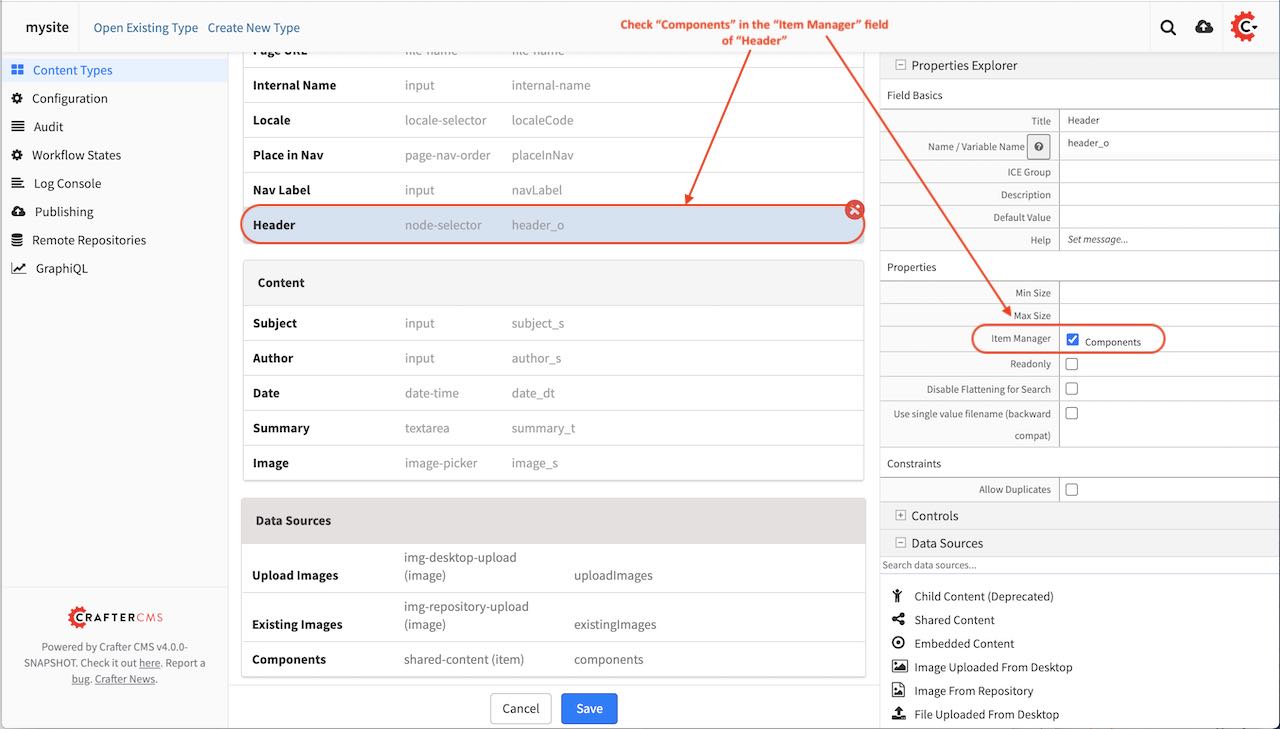 mysite
Open Existing Type
Create New Type
Check “Components” in the “Item Manager” field
of “Header”
Content Types
Configuration
Audit
Workflow States
Log Console
Publishing
Remote Repositories
GraphiQL
CRAFTERCMS
Powered by Crafter CMS v4.0.0-
SNAPSHOT. Check it out here. Report a
bug. Crafter News.
Page URL file-name file-name
Internal Name input internal-name
Locale locale-selector localeCode
Place in Nav page-nav-order placeInNav
Nav Label input navLabel
Header node-selector header_o
Content
Subject input subject_s
Author input author_s
Date date-time date_dt
Summary textarea summary_t
Image image-picker image_s
Data Sources
img-desktop-upload
Upload Images (image) uploadImages
img-repository-upload
Existing Images (image) existingImages
Components shared-content (item) components
Cancel
Save
Properties Explorer
Field Basics
Title Header
Name / Variable Name ? header_o
ICE Group
Description
Default Value
Help Set message...
Properties
Min Size
Max Size
Item Manager Components
Readonly
Disable Flattening for Search
Use single value filename (backward
compat)
Constraints
Allow Duplicates
Controls
Data Sources
Search data sources...
Child Content (Deprecated)
Shared Content
Embedded Content
Image Uploaded From Desktop
Image From Repository
File Uploaded From Desktop